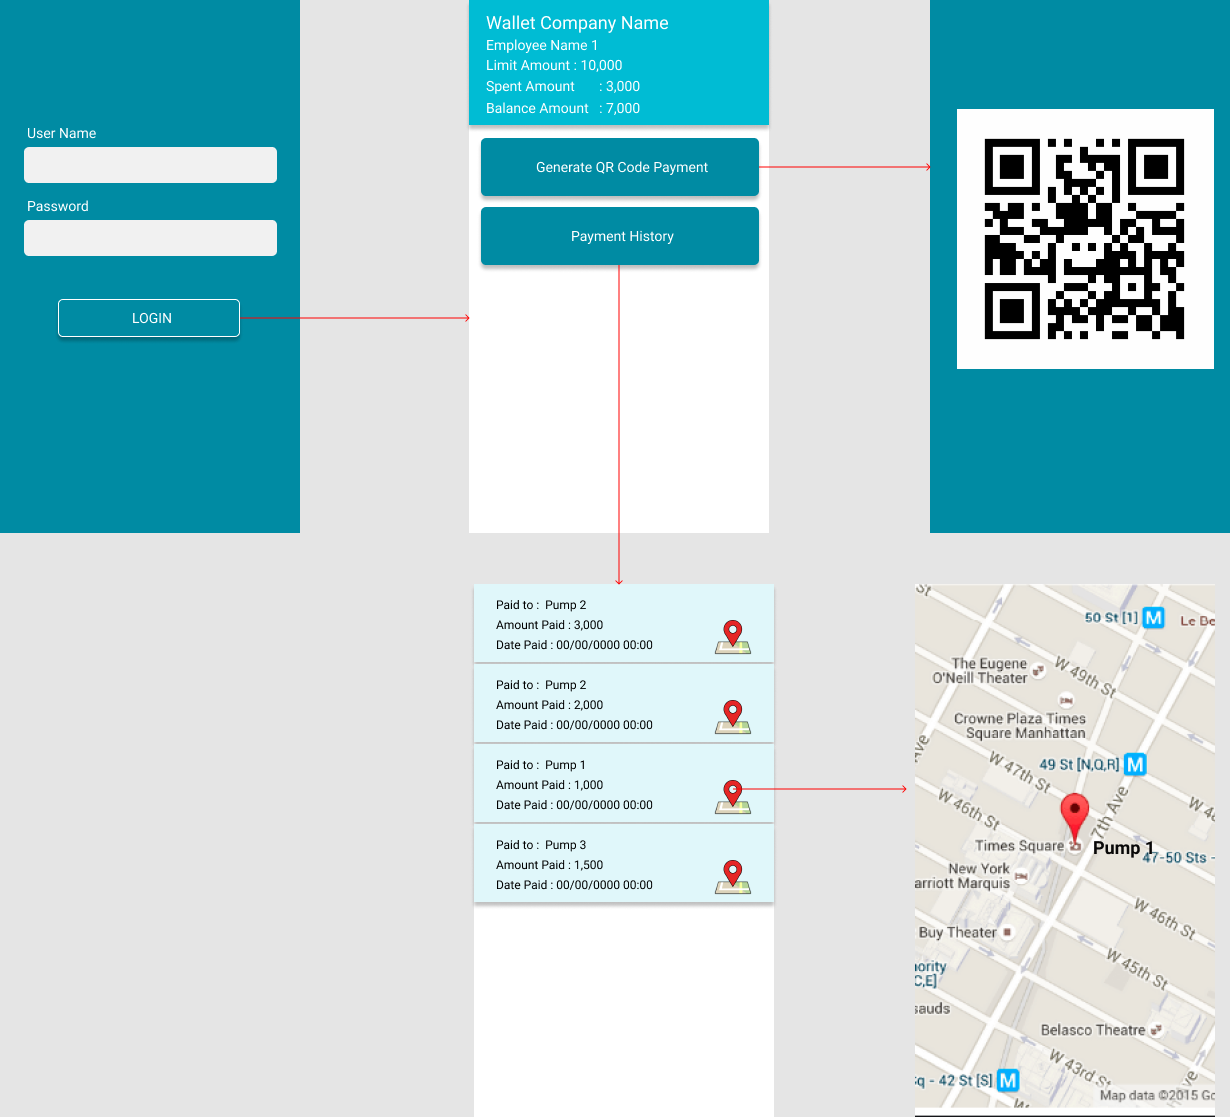 User Name
Password
LOGIN
Wallet Company Name
Employee Name 1
Limit Amount : 10,000
Spent Amount : 3,000
Balance Amount : 7,000
Generate QR Code Payment
Payment History
Paid to : Pump 2
Amount Paid : 3,000
Date Paid : 00/00/0000 00:00
Paid to : Pump 2
Amount Paid : 2,000
Date Paid : 00/00/0000 00:00
Paid to : Pump 1
Amount Paid : 1,000
Date Paid : 00/00/0000 00:00
Paid to : Pump 3
Amount Paid : 1,500
Date Paid : 00/00/0000 00:00
St
50 St [1] M
Le Be
The Eugene
O'Neill Theater
W 49th St
Crowne Plaza Times
Square Manhattan
Ave
49 St [N,Q,R] M
W 47th St
W 46th St
7th Ave
W 4
Times Square
Pump 1
47-50 Sts -
New York
arriott Marquis
W 46th St
Buy Theater
W 45th St
ority
C,E]
sauds
Belasco Theatre
W 43rd St
q - 42 St [S] M
Map data ©2015 Go